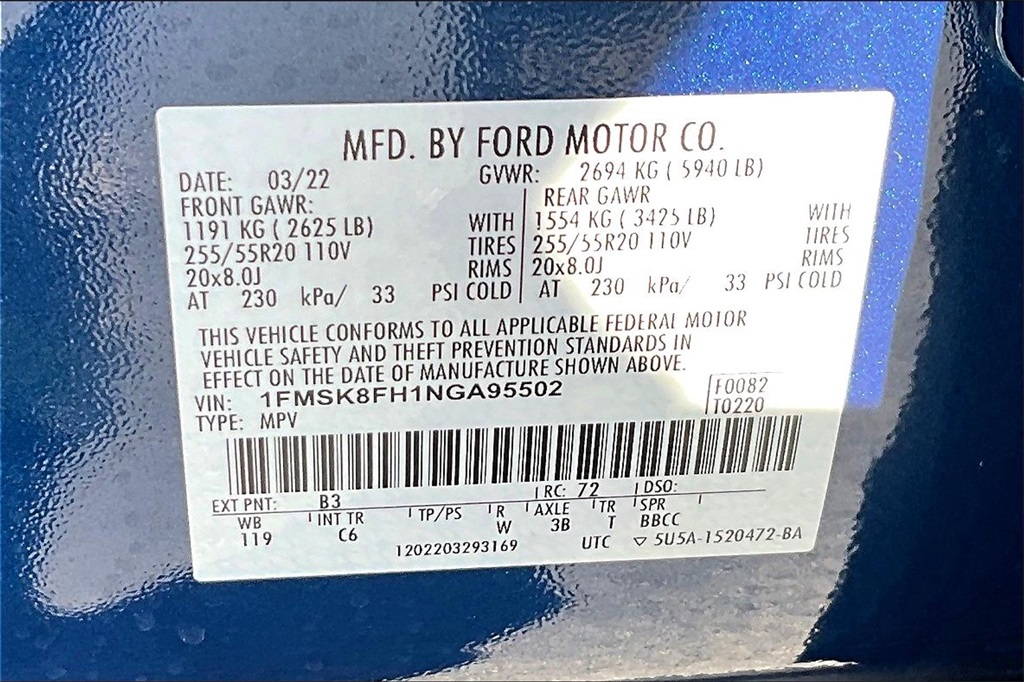 MFD. BY FORD MOTOR CO.
DATE: 03/22 GVWR: 2694 KG ( 5940 LB)
FRONT GAWR: REAR GAWR
1191 KG ( 2625 LB) WITH 1554 KG ( 3425 LB) WITH
255/55R20 110V TIRES 255/55R20 110V TIRES
20x8.0J RIMS 20x8.0J RIMS
AT 230 kPa/ 33 PSI COLD AT 230 kPa/ 33 PSI COLD
THIS VEHICLE CONFORMS TO ALL APPLICABLE FEDERAL MOTOR
VEHICLE SAFETY AND THEFT PREVENTION STANDARDS IN
EFFECT ON THE DATE OF MANUFACTURE SHOWN ABOVE.
VIN: 1FMSK8FH1NGA95502 F0082
TYPE: MPV T0220
EXT PNT: B3 RC: 72 DSO:
WB INT TR TP/PS R AXLE TR SPR
119 C6 W 3B T BBCC
1202203293169 UTC ▽ 5U5A-1520472-BA